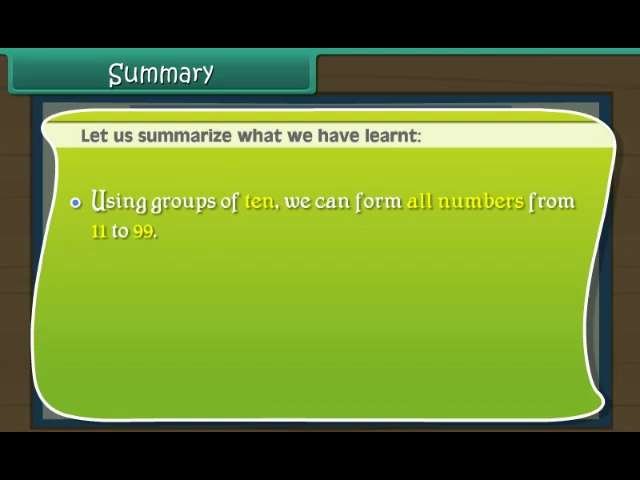 Summary
Let us summarize what we have learnt:
Using groups of ten, we can form all numbers from
11 to 99.